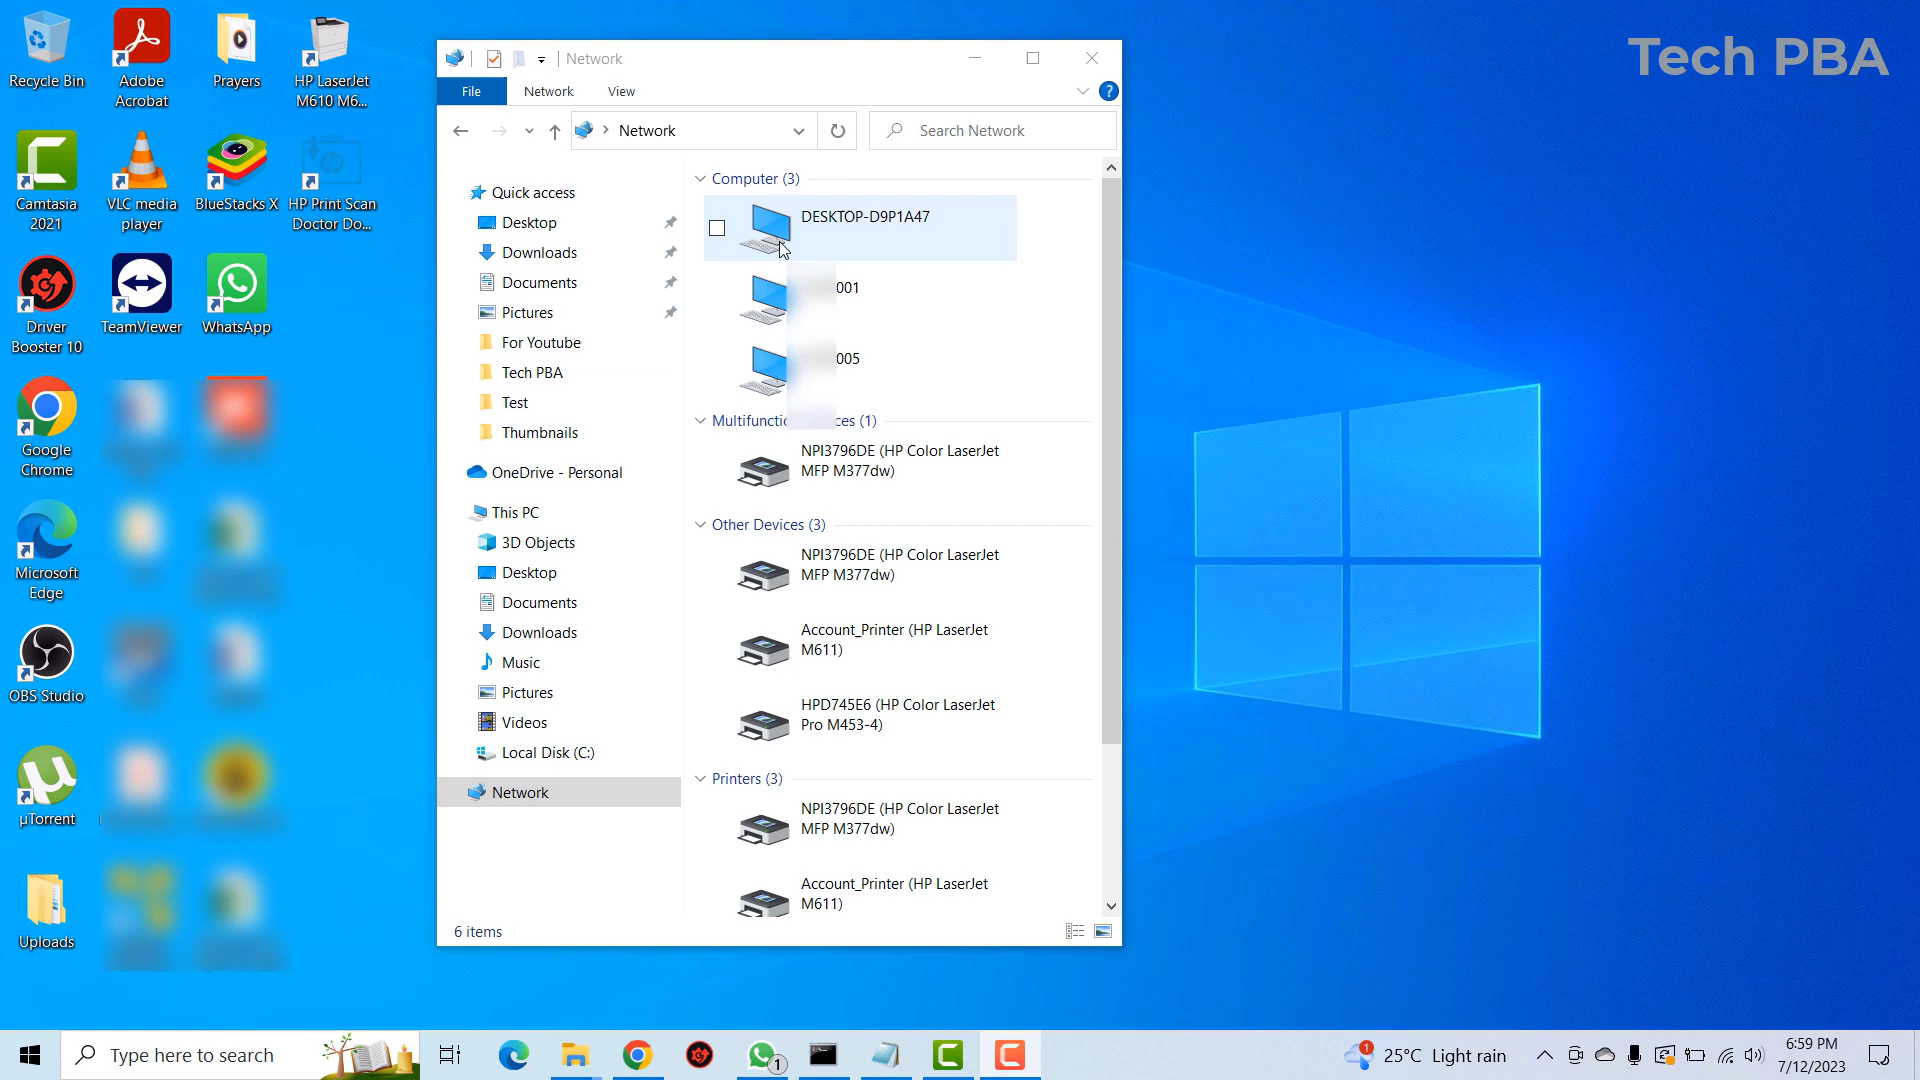 Tech PBA
Recycle Bin
Adobe
Acrobat
Prayers
HP LaserJet
M610 M6...
Camtasia
2021
VLC media
player
BlueStacks X
HP Print Scan
Doctor Do...
Driver
Booster 10
TeamViewer
WhatsApp
Google
Chrome
Microsoft
Edge
OBS Studio
µTorrent
Uploads
Network
File
Network
View
?
Network
Search Network
Quick access
Desktop
Downloads
Documents
Pictures
For Youtube
Tech PBA
Test
Thumbnails
OneDrive - Personal
This PC
3D Objects
Desktop
Documents
Downloads
Music
Pictures
Videos
Local Disk (C:)
Network
Computer (3)
DESKTOP-D9P1A47
001
005
(1)
NPI3796DE (HP Color LaserJet
MFP M377dw)
Other Devices (3)
NPI3796DE (HP Color LaserJet
MFP M377dw)
Account_Printer (HP LaserJet
M611)
HPD745E6 (HP Color LaserJet
Pro M453-4)
Printers (3)
NPI3796DE (HP Color LaserJet
MFP M377dw)
Account_Printer (HP LaserJet
M611)
6 items
Type here to search
1
1
25°C Light rain
6:59 PM
7/12/2023